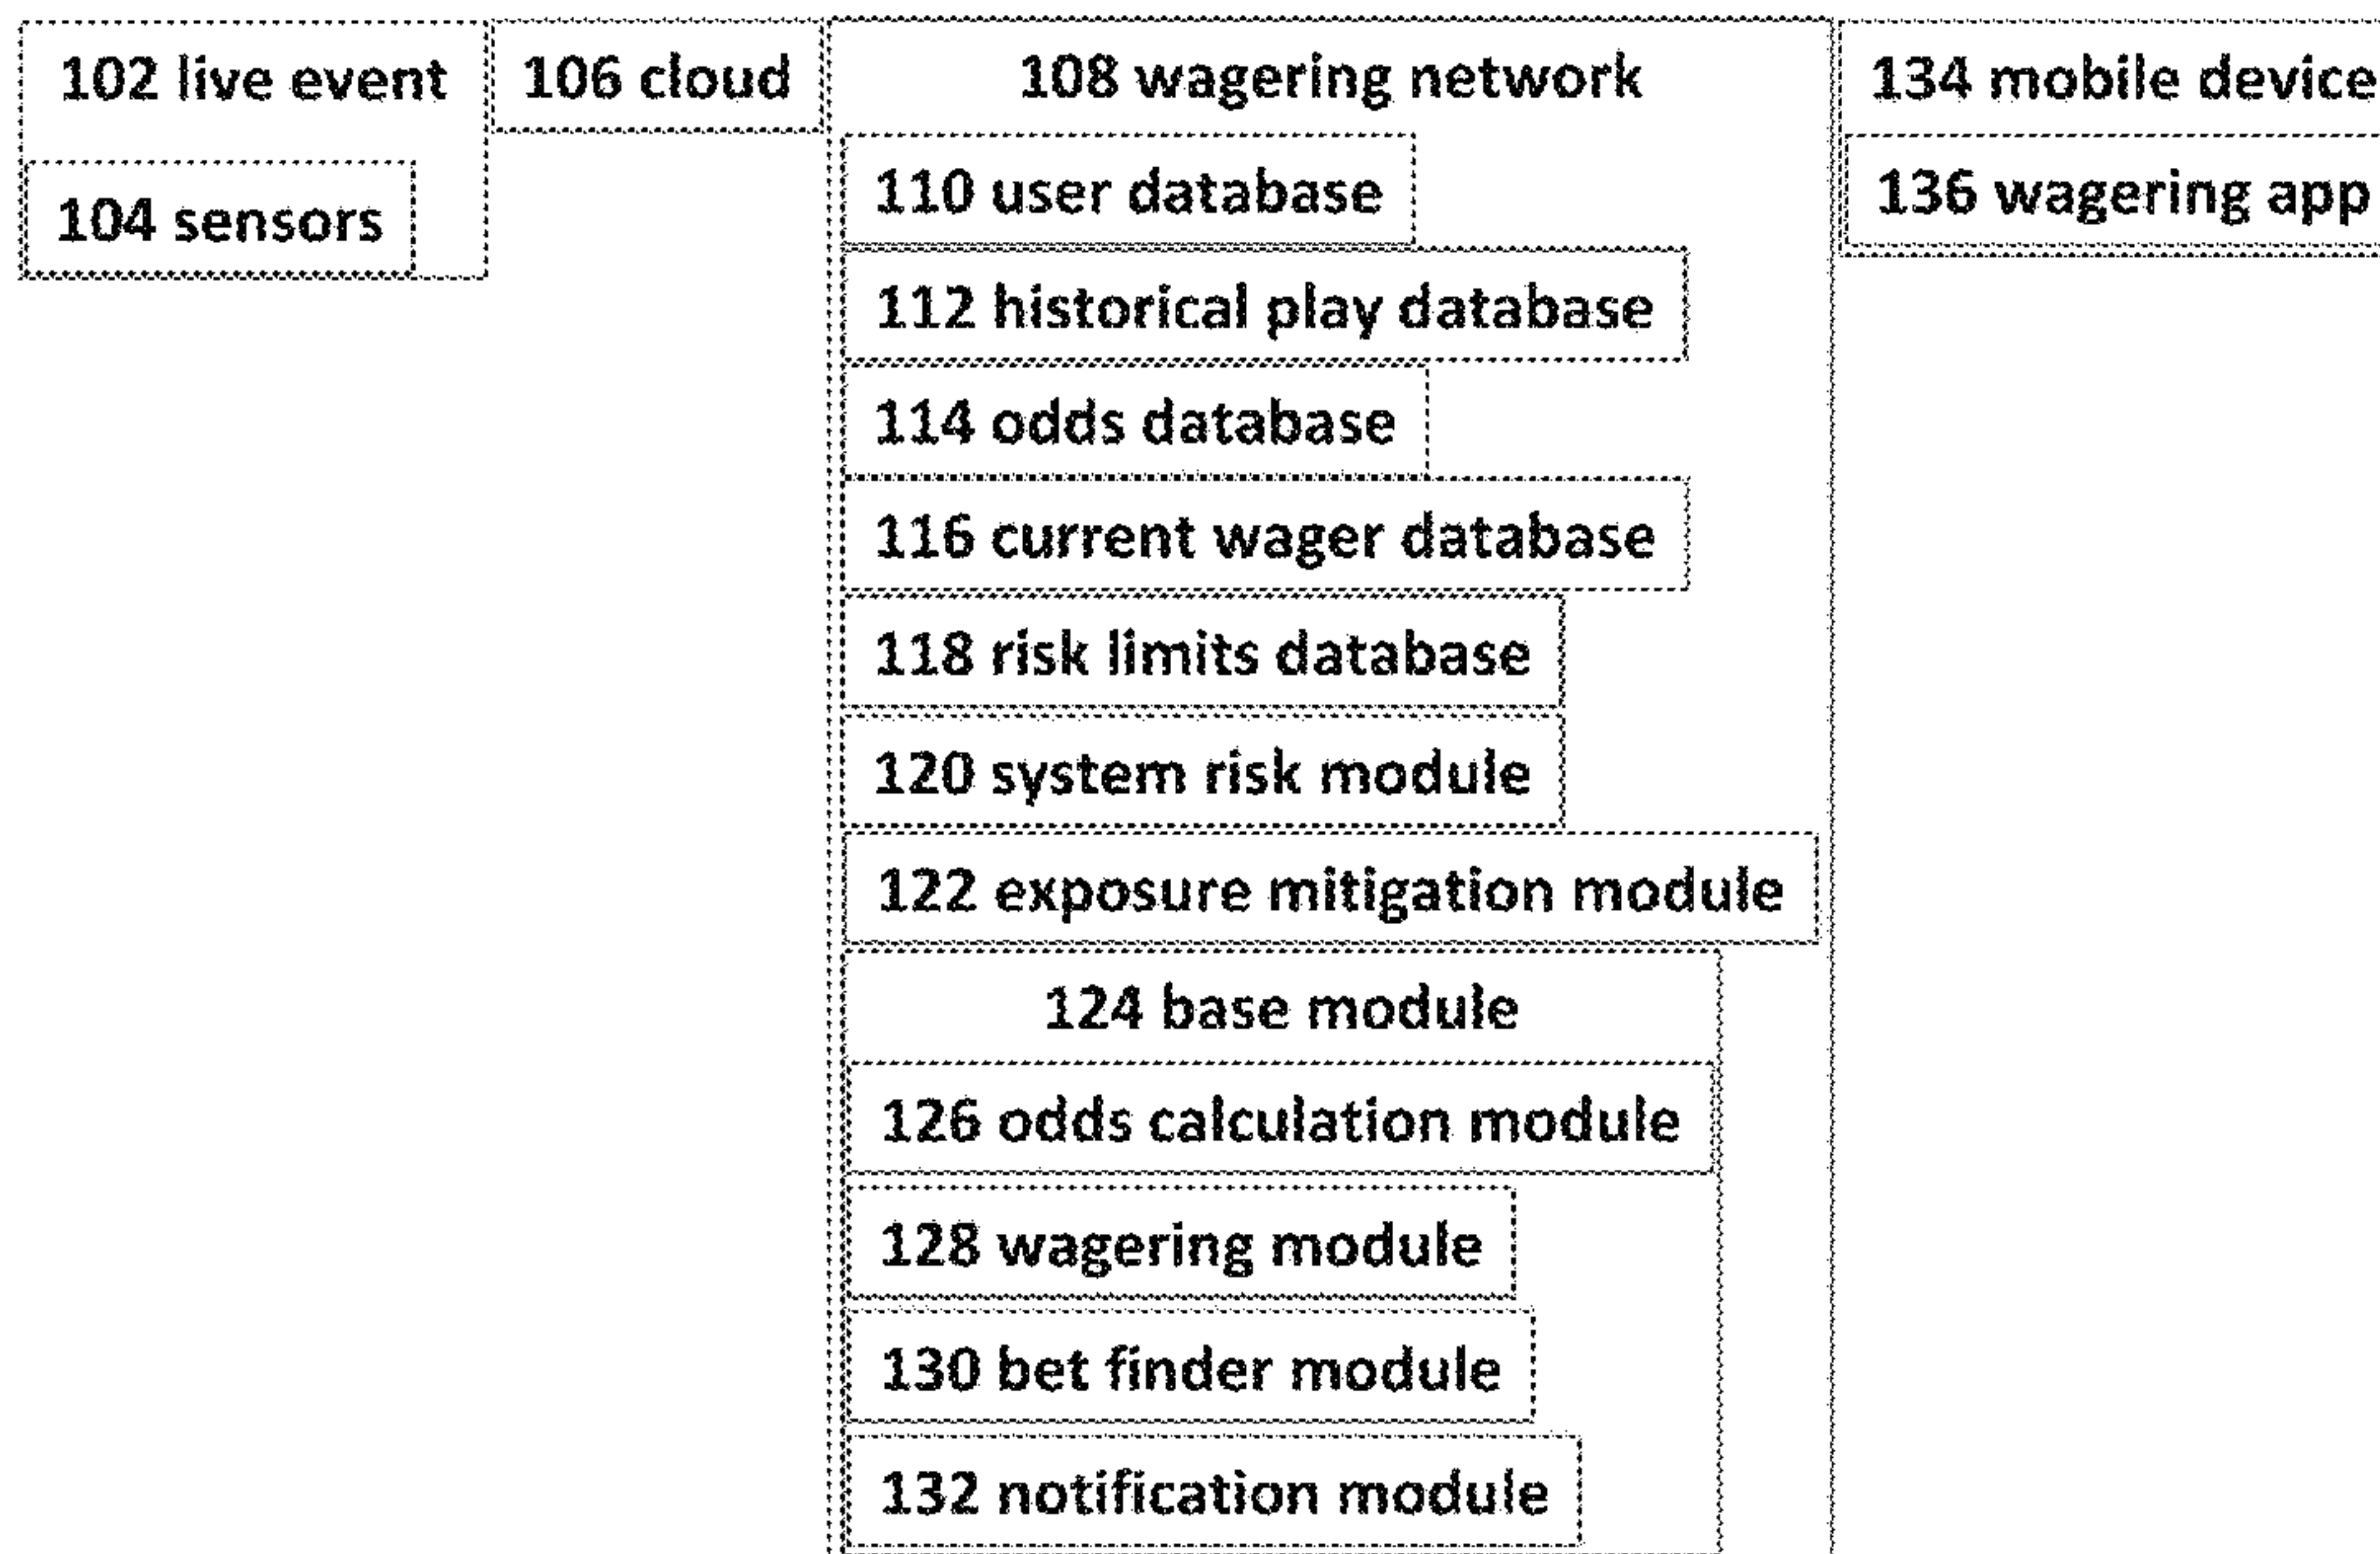 102 live event
104 sensors
106 cloud
108 wagering network
110 user database
112 historical play database
114 odds database
116 current wager database
118 risk limits database
120 system risk module
122 exposure mitigation module
124 base module
126 odds calculation module
128 wagering module
130 bet finder module
132 notification module
134 mobile device
136 wagering app